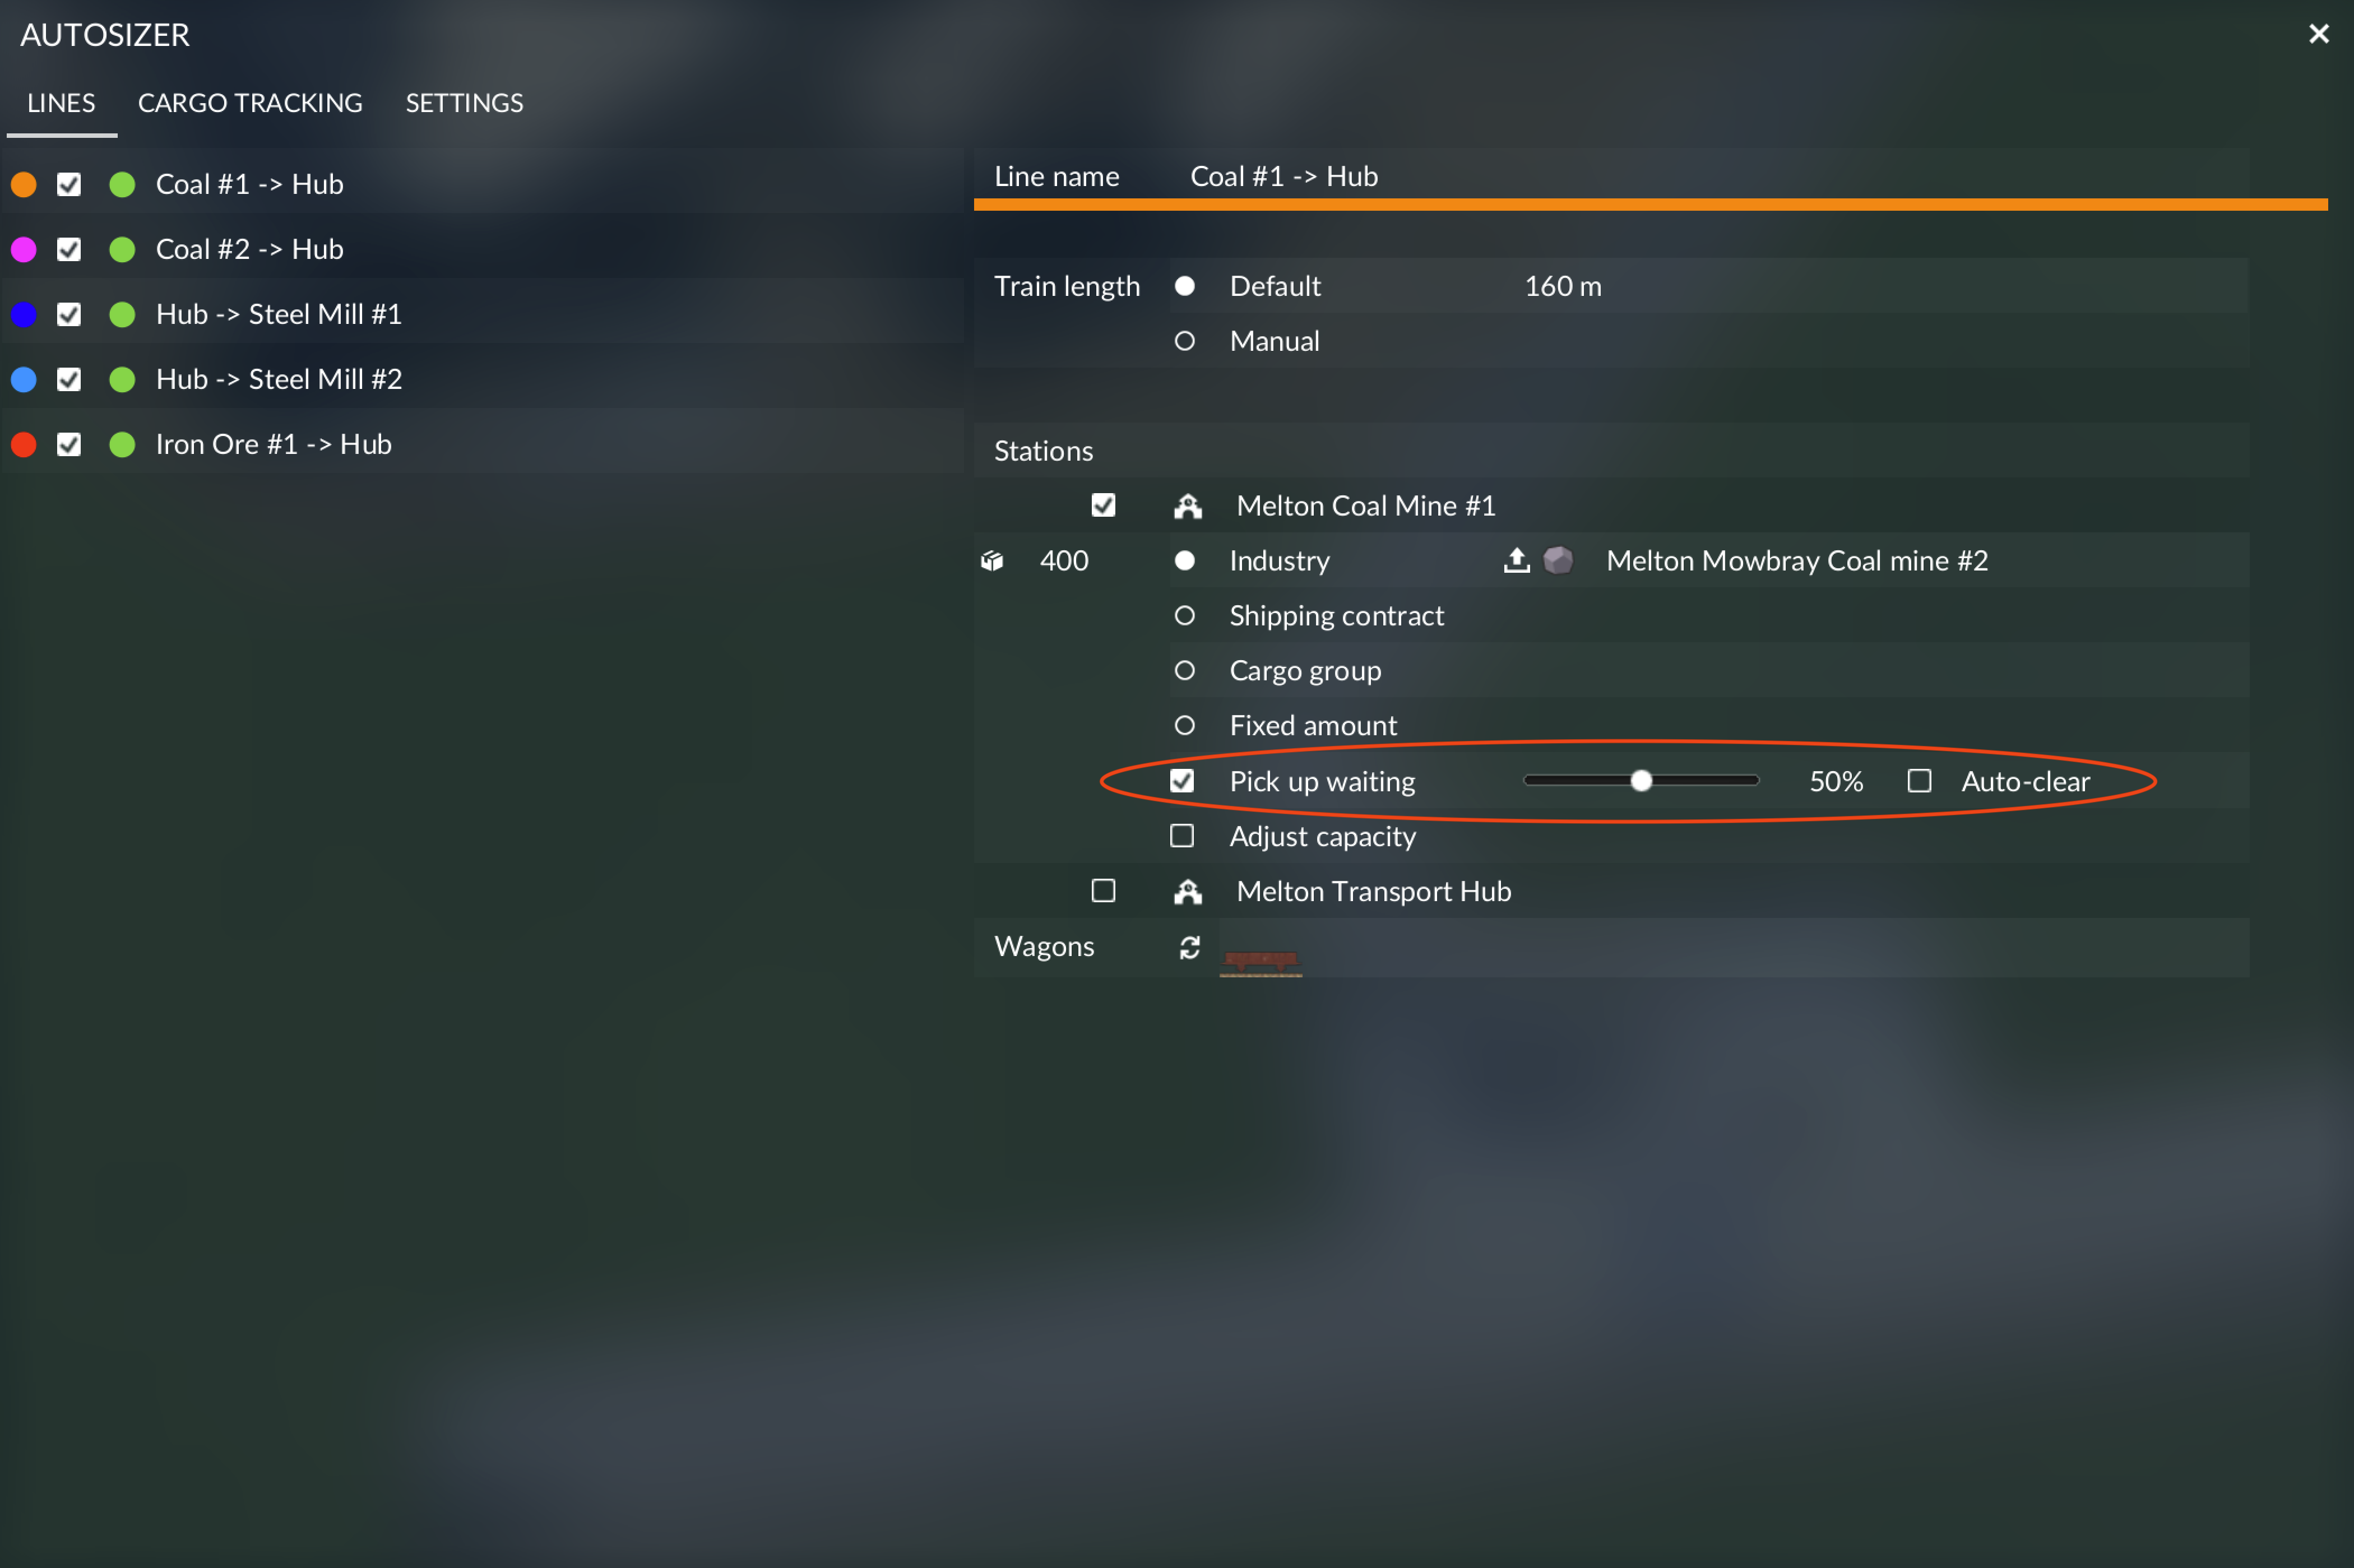 AUTOSIZER
LINES CARGO TRACKING SETTINGS
Coal #1 -> Hub
Coal #2 -> Hub
Hub -> Steel Mill #1
Hub -> Steel Mill #2
Iron Ore #1 -> Hub
Line name Coal #1 -> Hub
Train length Default 160 m
Manual
Stations
Melton Coal Mine #1
400 Industry Melton Mowbray Coal mine #2
Shipping contract
Cargo group
Fixed amount
Pick up waiting 50% Auto-clear
Adjust capacity
Melton Transport Hub
Wagons